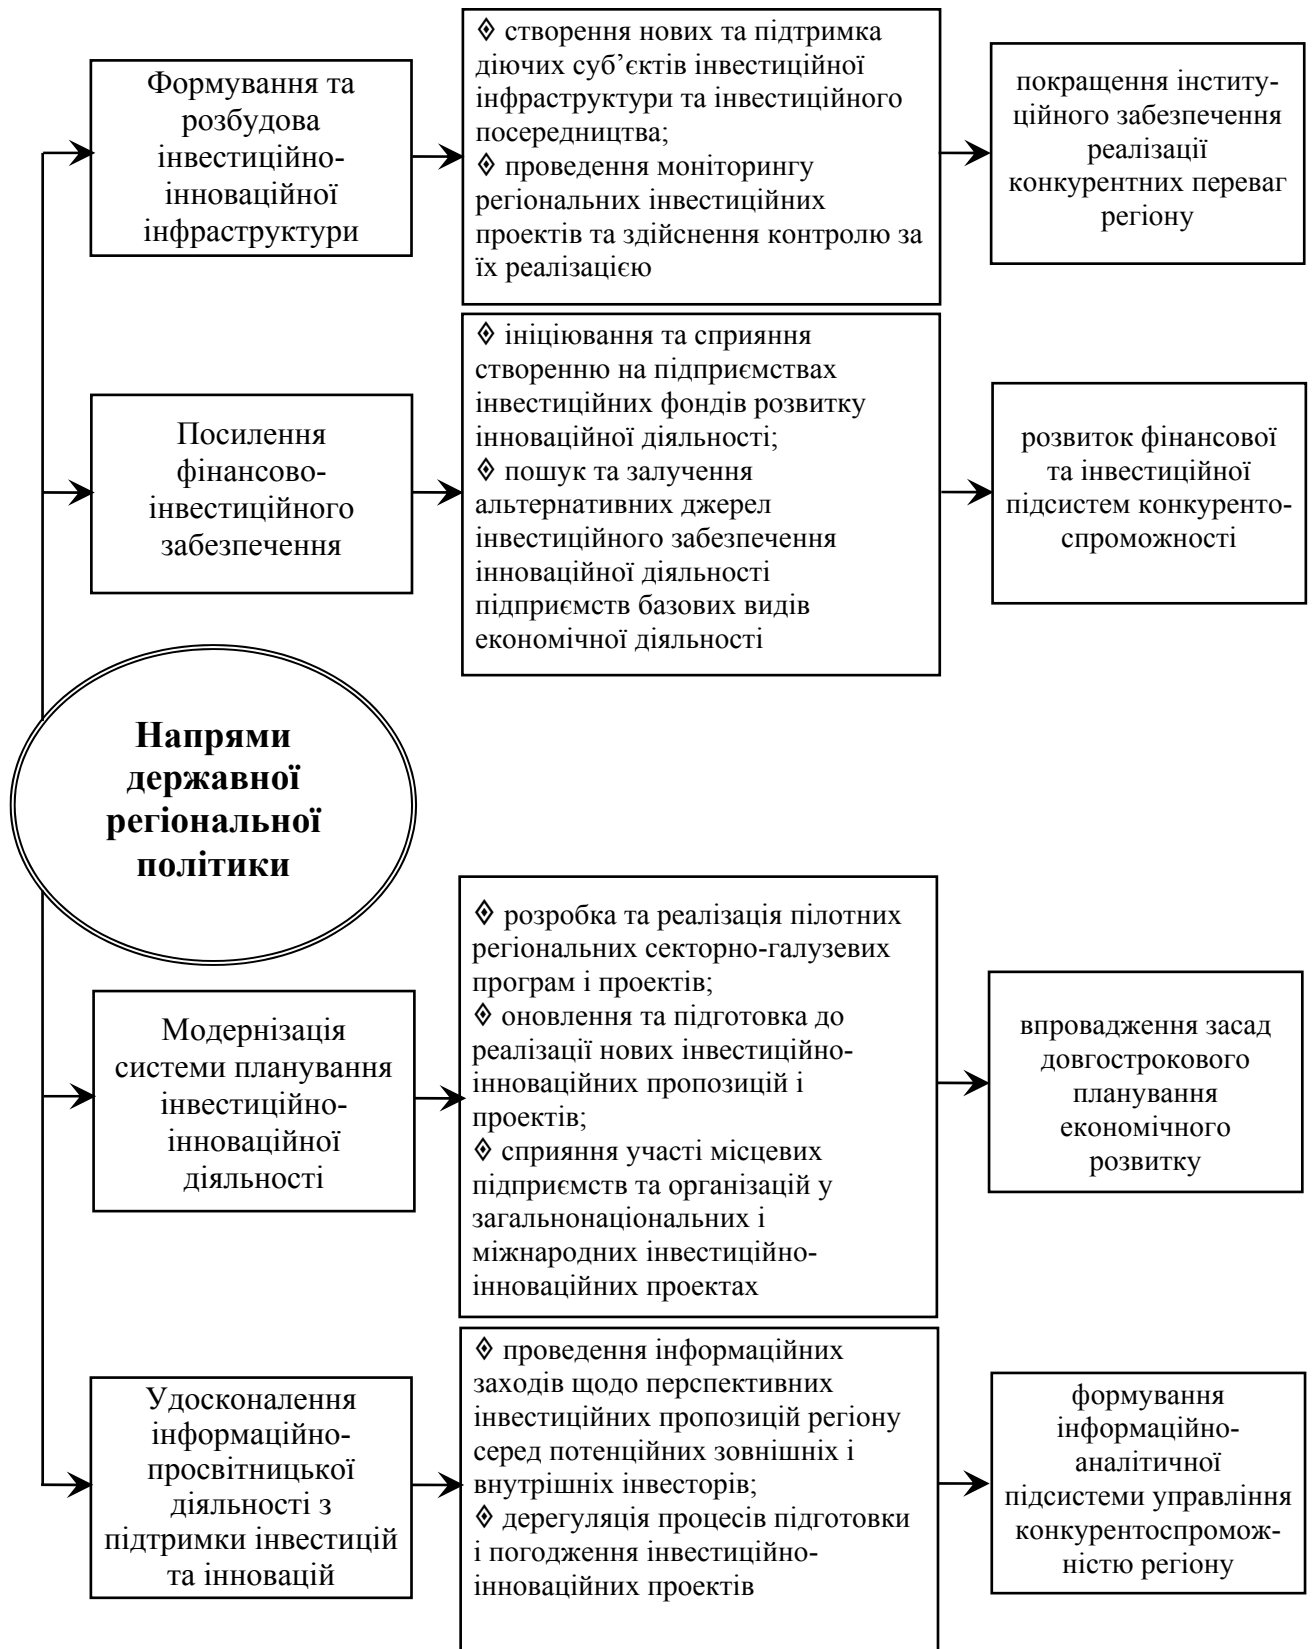 Формування та
розбудова
інвестиційно-
інноваційної
інфраструктури
◈ створення нових та підтримка
діючих суб’єктів інвестиційної
інфраструктури та інвестиційного
посередництва;
◈ проведення моніторингу
регіональних інвестиційних
проектів та здійснення контролю за
їх реалізацією
покращення інститу-
ційного забезпечення
реалізації
конкурентних переваг
регіону
Посилення
фінансово-
інвестиційного
забезпечення
◈ ініціювання та сприяння
створенню на підприємствах
інвестиційних фондів розвитку
інноваційної діяльності;
◈ пошук та залучення
альтернативних джерел
інвестиційного забезпечення
інноваційної діяльності
підприємств базових видів
економічної діяльності
розвиток фінансової
та інвестиційної
підсистем конкуренто-
спроможності
Напрями
державної
регіональної
політики
Модернізація
системи планування
інвестиційно-
інноваційної
діяльності
◈ розробка та реалізація пілотних
регіональних секторно-галузевих
програм і проектів;
◈ оновлення та підготовка до
реалізації нових інвестиційно-
інноваційних пропозицій і
проектів;
◈ сприяння участі місцевих
підприємств та організацій у
загальнонаціональних і
міжнародних інвестиційно-
інноваційних проектах
впровадження засад
довгострокового
планування
економічного
розвитку
Удосконалення
інформаційно-
просвітницької
діяльності з
підтримки інвестицій
та інновацій
◈ проведення інформаційних
заходів щодо перспективних
інвестиційних пропозицій регіону
серед потенційних зовнішніх і
внутрішніх інвесторів;
◈ дерегуляція процесів підготовки
і погодження інвестиційно-
інноваційних проектів
формування
інформаційно-
аналітичної
підсистеми управління
конкурентоспромож-
ністю регіону